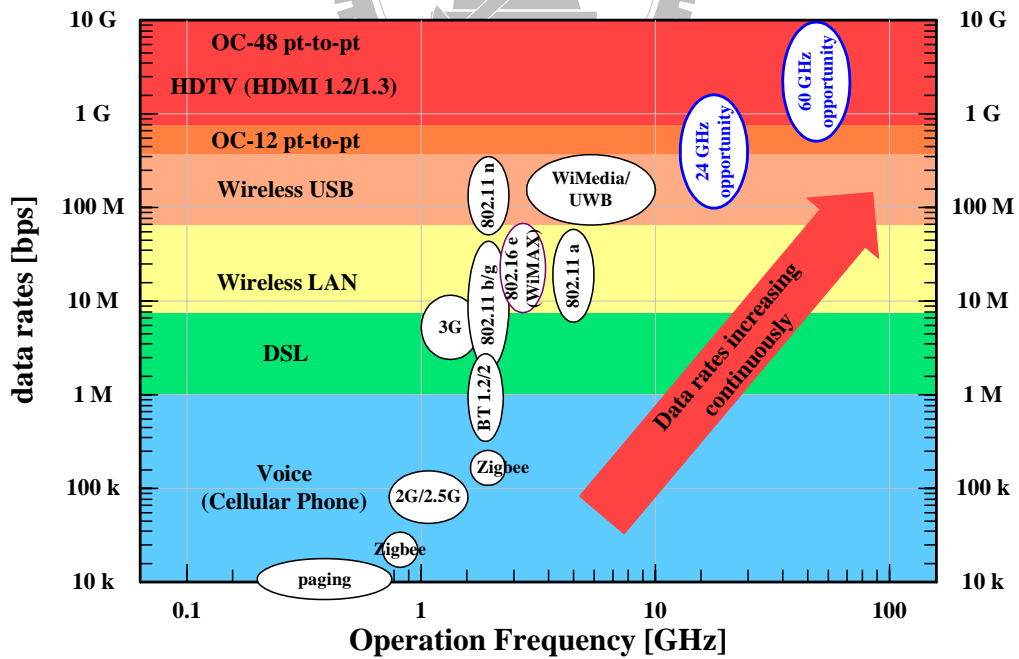 10 G
10 G
OC-48 pt-to-pt
HDTV (HDMI 1.2/1.3)
60 GHz
opportunity
1 G
1 G
OC-12 pt-to-pt
24 GHz
opportunity
Wireless USB
802.11 n
WiMedia/
UWB
100 M
100 M
Wireless LAN
802.11 b/g
802.16 e
(WiMAX)
802.11 a
10 M
10 M
3G
DSL
BT 1.2/2
1 M
1 M
Data rates increasing
continuously
Voice
(Cellular Phone)
Zigbee
2G/2.5G
100 k
100 k
Zigbee
paging
10 k
10 k
0.1
1
10
100
Operation Frequency [GHz]
data rates [bps]